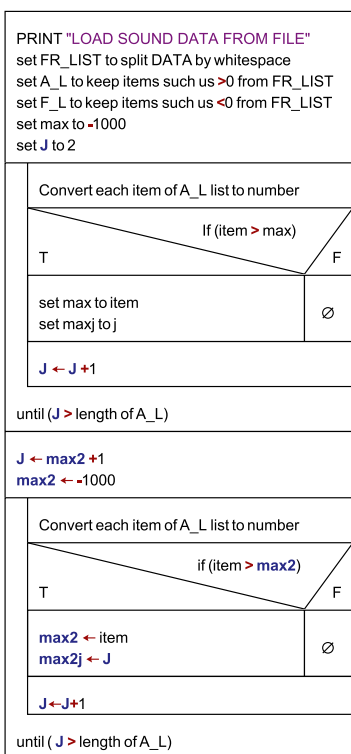 PRINT "LOAD SOUND DATA FROM FILE"
set FR_LIST to split DATA by whitespace
set A_L to keep items such us >0 from FR_LIST
set F_L to keep items such us <0 from FR_LIST
set max to -1000
set J to 2
Convert each item of A_L list to number
If (item > max)
T F
set max to item
set maxj to j
∅
J ← J +1
until (J > length of A_L)
J ← max2 +1
max2 ← -1000
Convert each item of A_L list to number
if (item > max2)
T F
max2 ← item
max2j ← J
∅
J←J+1
until ( J > length of A_L)